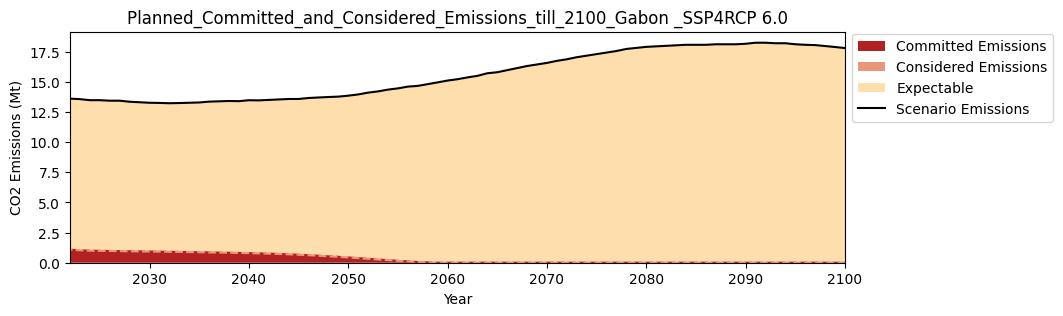 Planned_Committed_and_Considered_Emissions_till_2100_Gabon _SSP4RCP 6.0
17.5
15.0
12.5
10.0
7.5
5.0
2.5
0.0
CO2 Emissions (Mt)
2030 2040 2050 2060 2070 2080 2090 2100
Year
Committed Emissions
Considered Emissions
Expectable
Scenario Emissions